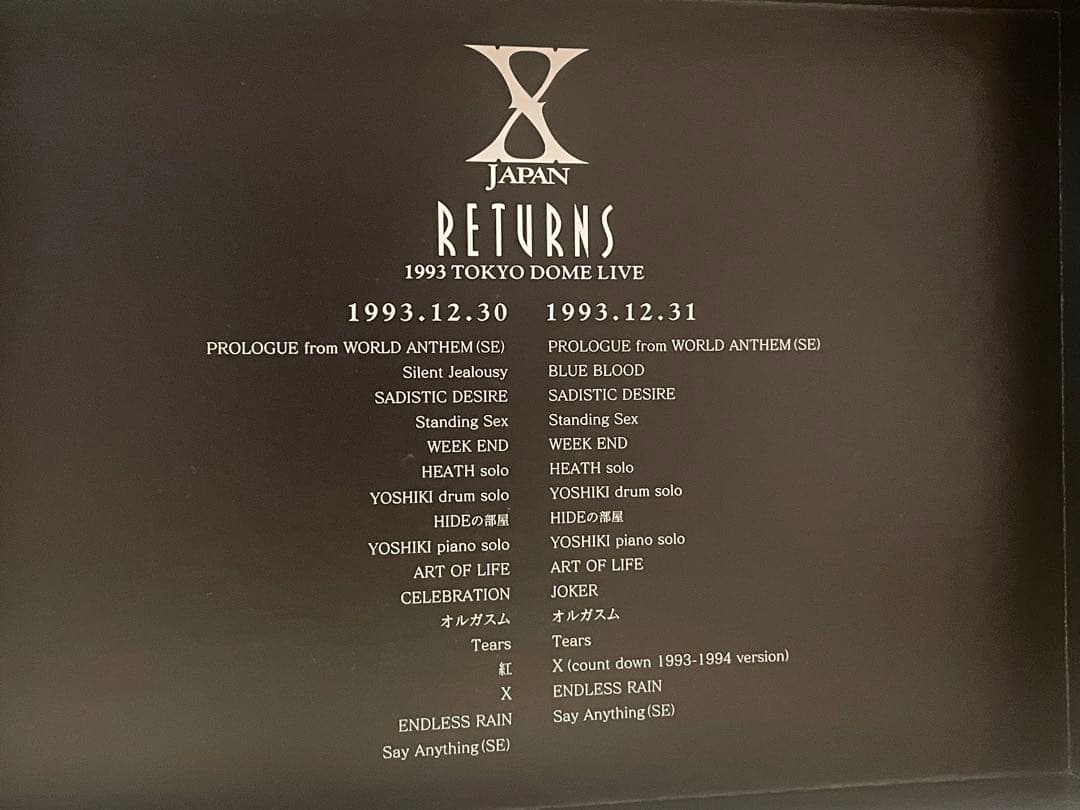 X
JAPAN
RETURNS
1993 TOKYO DOME LIVE
1993.12.30
PROLOGUE from WORLD ANTHEM(SE)
Silent Jealousy
SADISTIC DESIRE
Standing Sex
WEEK END
HEATH solo
YOSHIKI drum solo
HIDEの部屋
YOSHIKI piano solo
ART OF LIFE
CELEBRATION
オルガスム
Tears
紅
X
ENDLESS RAIN
Say Anything(SE)
1993.12.31
PROLOGUE from WORLD ANTHEM(SE)
BLUE BLOOD
SADISTIC DESIRE
Standing Sex
WEEK END
HEATH solo
YOSHIKI drum solo
HIDEの部屋
YOSHIKI piano solo
ART OF LIFE
JOKER
オルガスム
Tears
X (count down 1993-1994 version)
ENDLESS RAIN
Say Anything(SE)